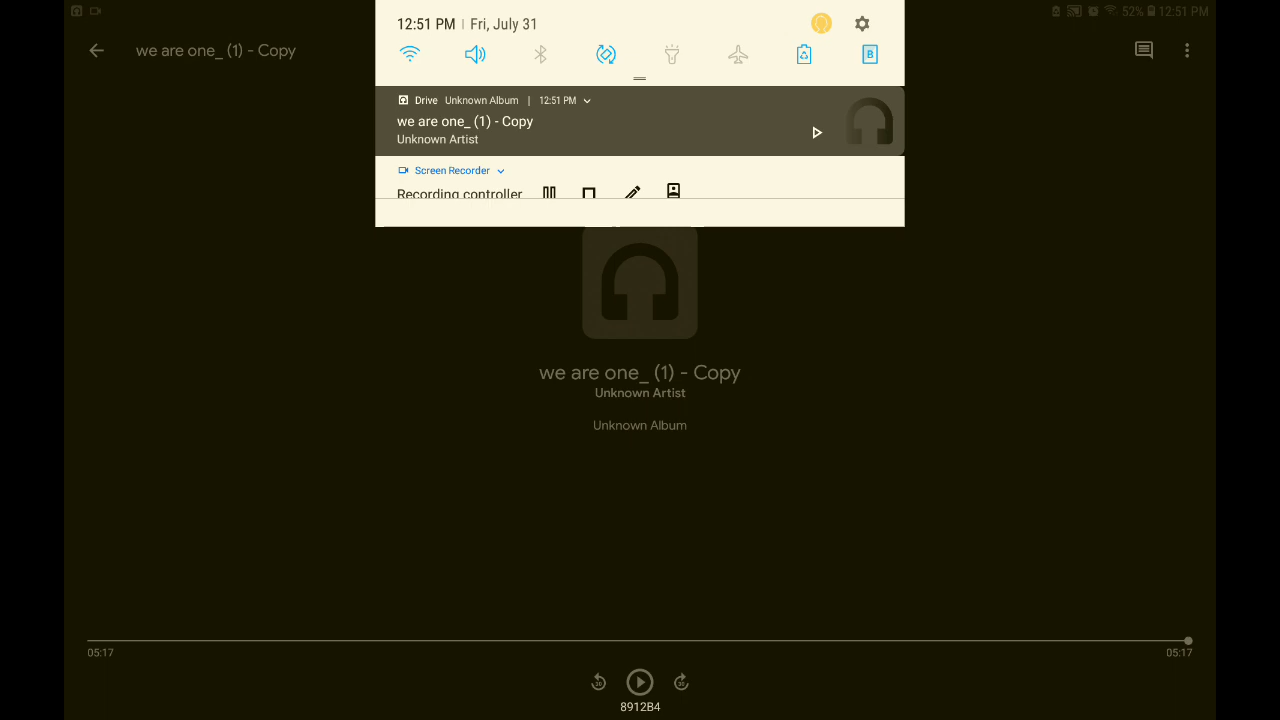 12:51 PM | Fri, July 31
52% 12:51 PM
we are one_ (1) - Copy
B
Drive Unknown Album | 12:51 PM
we are one_ (1) - Copy
Unknown Artist
Screen Recorder
Recording controller
we are one_ (1) - Copy
Unknown Artist
Unknown Album
05:17
05:17
30
30
8912B4